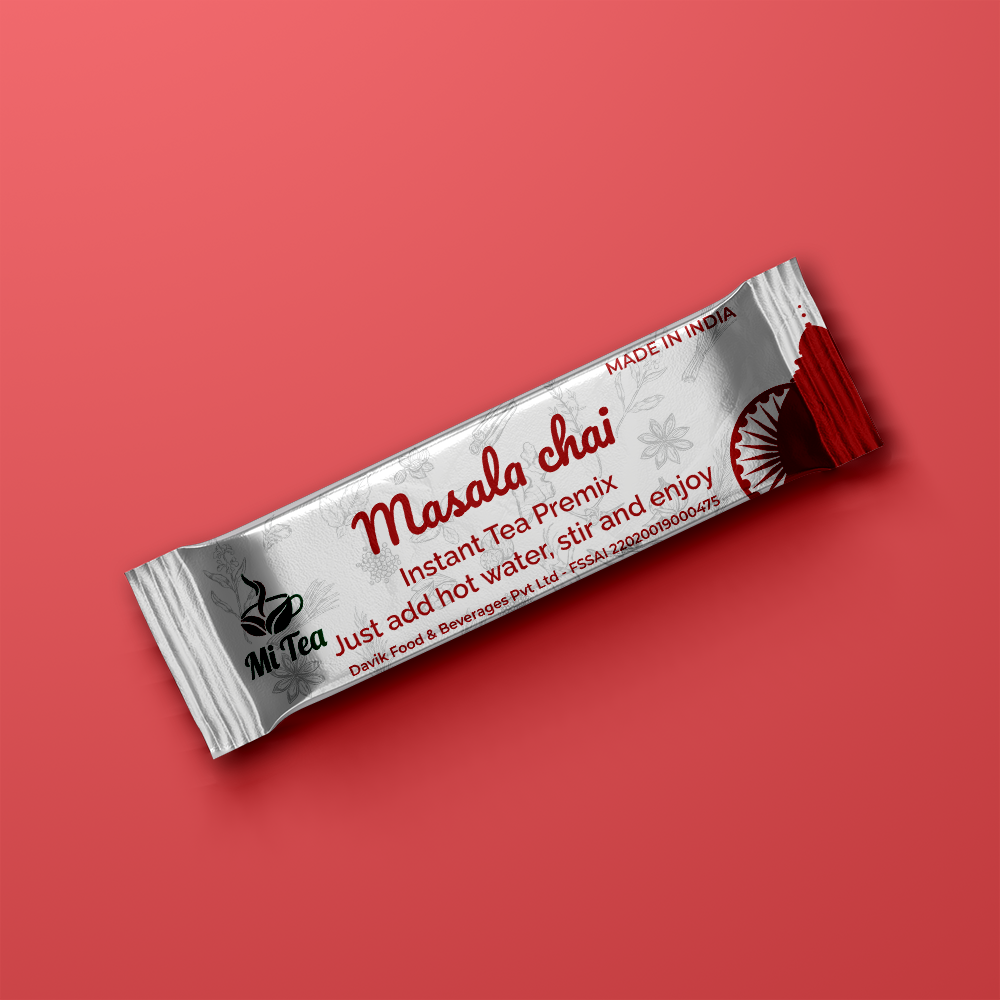 MADE IN INDIA
Masala chai
Instant Tea Premix
Just add hot water, stir and enjoy
Davik Food & Beverages Pvt Ltd - FSSAI 22020019000475
Mi Tea